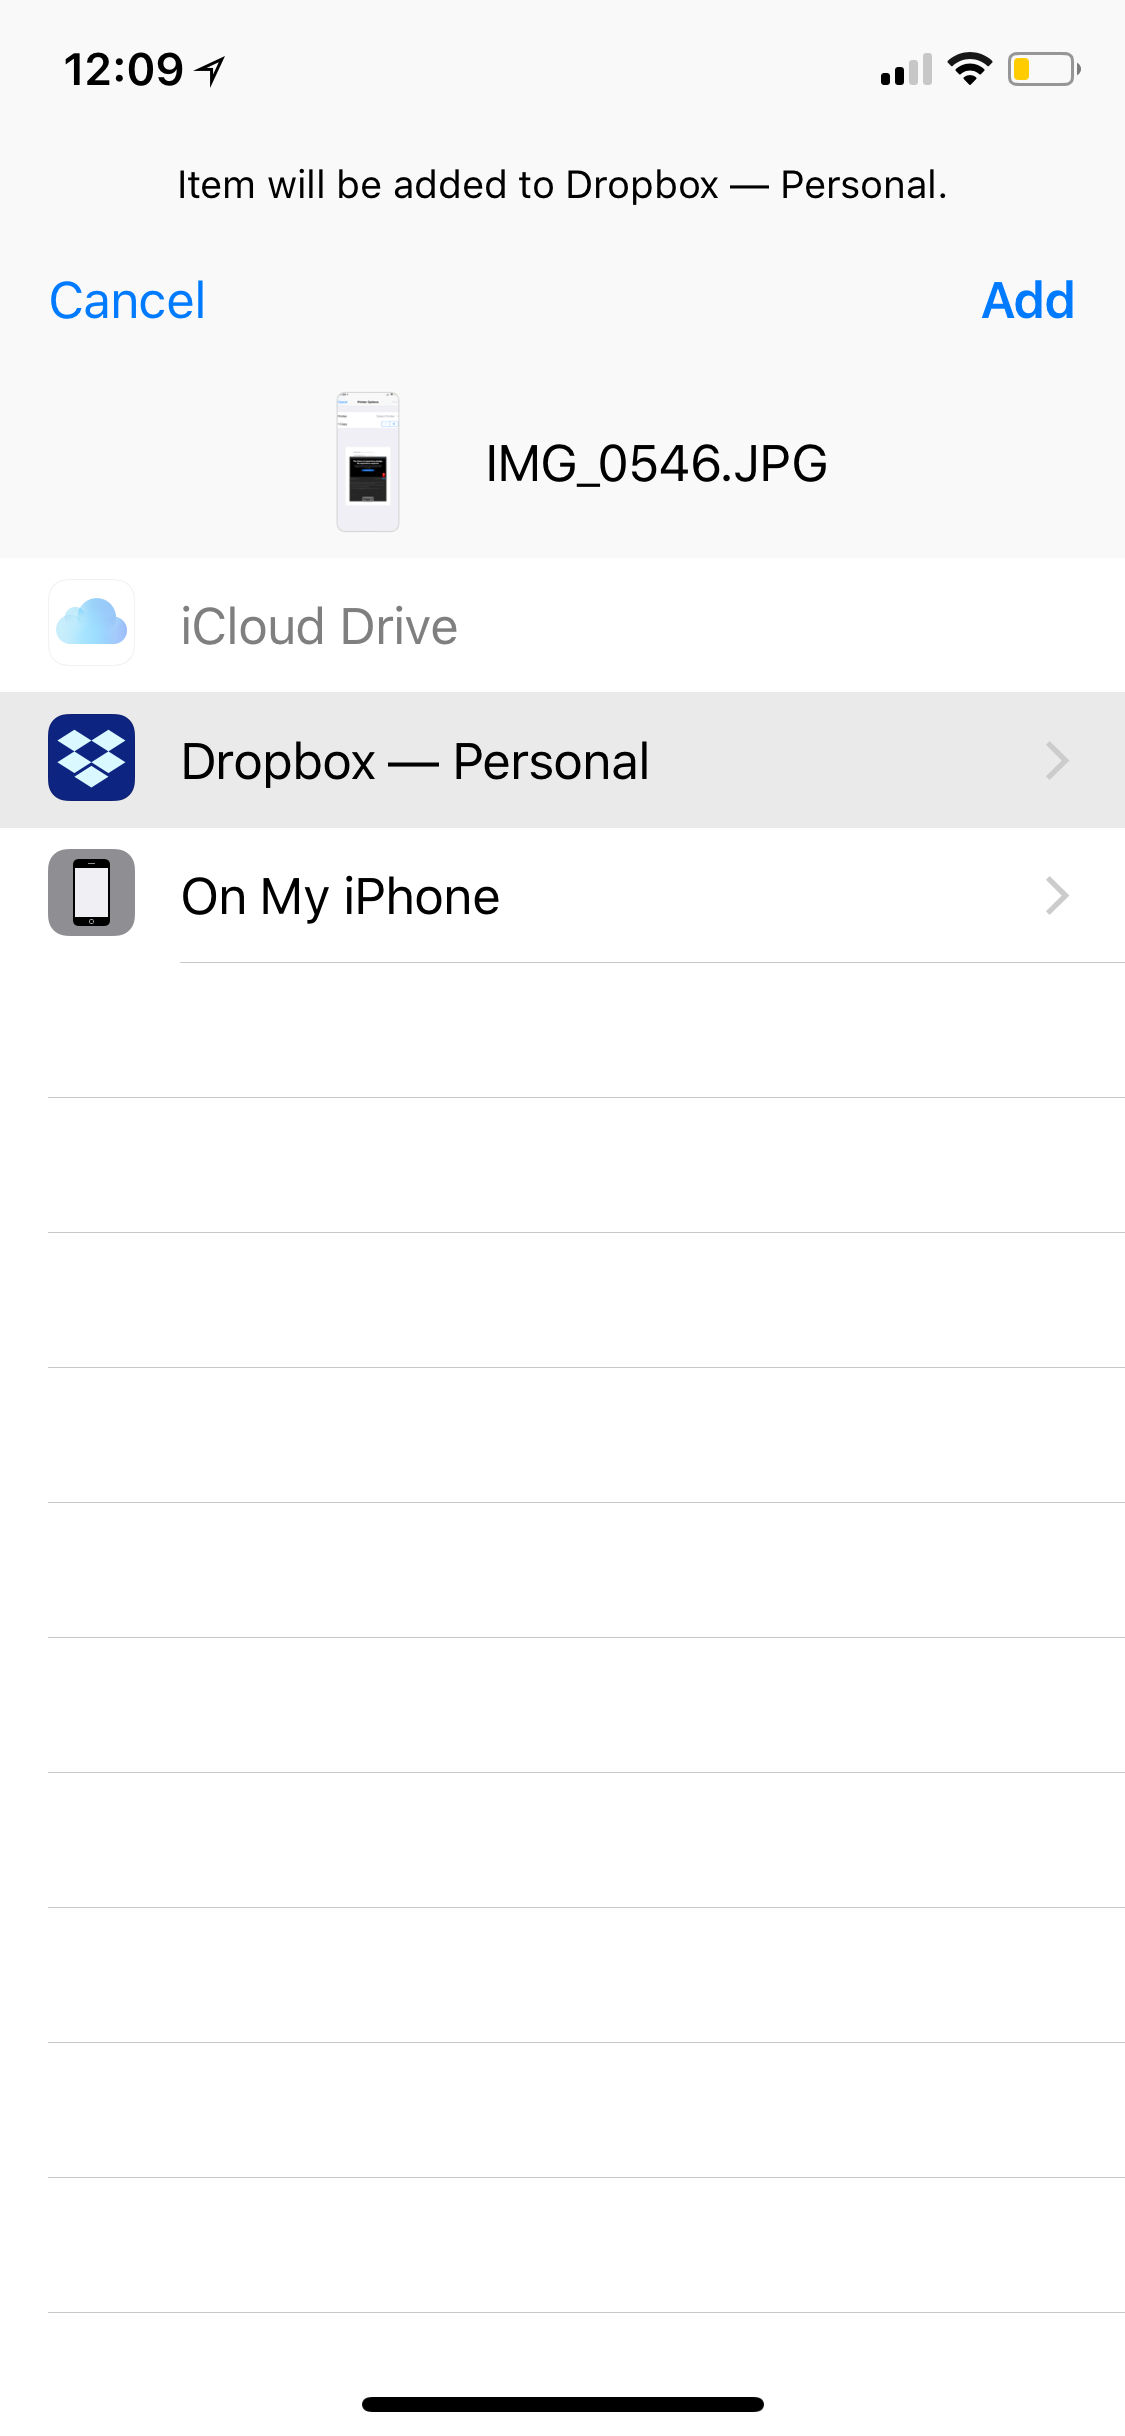 12:09
Item will be added to Dropbox — Personal.
Cancel
Add
IMG_0546.JPG
iCloud Drive
Dropbox — Personal
On My iPhone